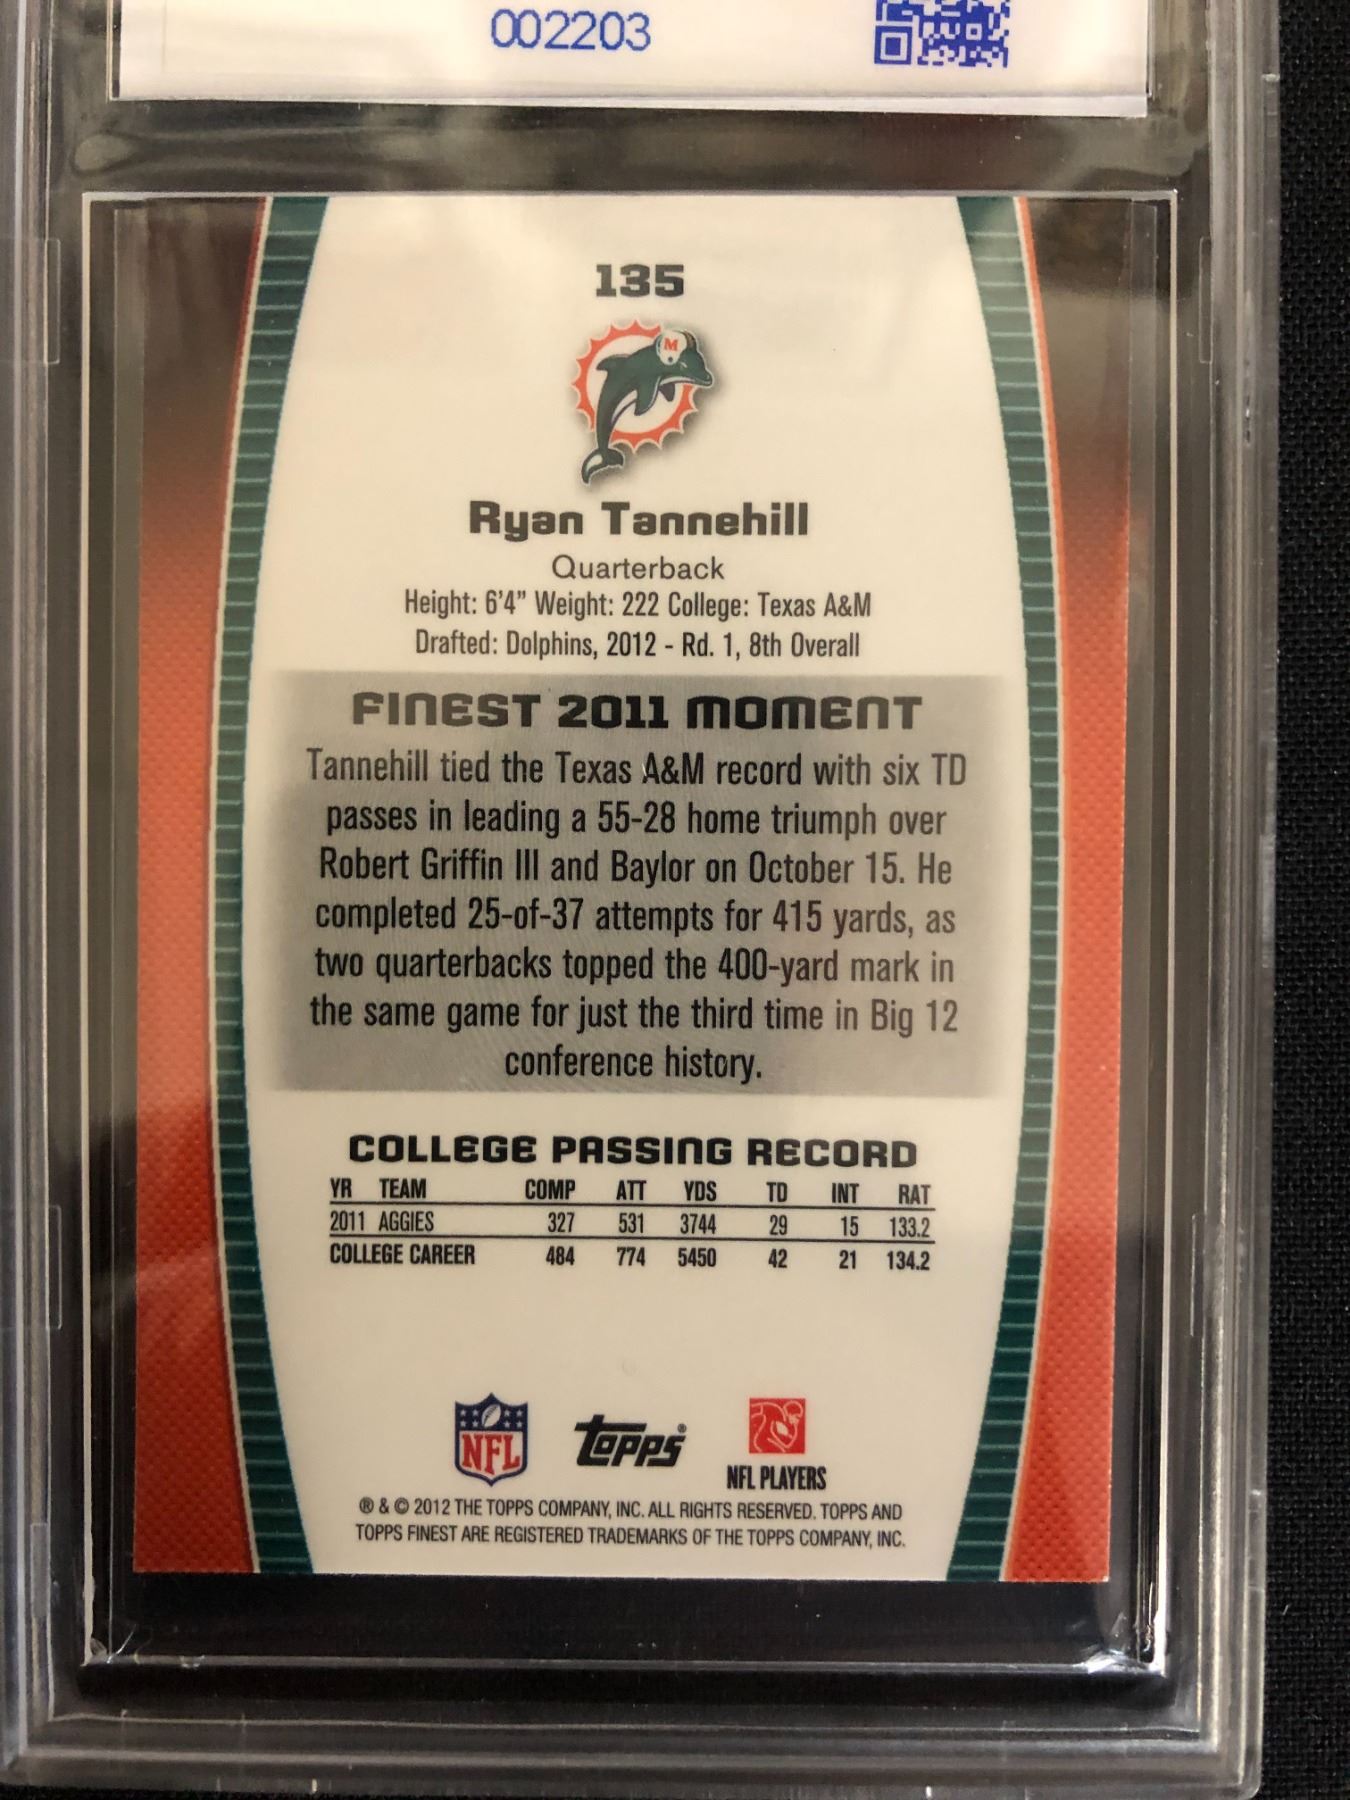 002203
135
M
Ryan Tannehill
Quarterback
Height: 6'4" Weight: 222 College: Texas A&M
Drafted: Dolphins, 2012 - Rd. 1, 8th Overall
FINEST 2011 MOMENT
Tannehill tied the Texas A&M record with six TD
passes in leading a 55-28 home triumph over
Robert Griffin III and Baylor on October 15. He
completed 25-of-37 attempts for 415 yards, as
two quarterbacks topped the 400-yard mark in
the same game for just the third time in Big 12
conference history.
COLLEGE PASSING RECORD
YR TEAM COMP ATT YDS TD INT RAT
2011 AGGIES 327 531 3744 29 15 133.2
COLLEGE CAREER 484 774 5450 42 21 134.2
NFL topps® NFL PLAYERS
® & © 2012 THE TOPPS COMPANY, INC. ALL RIGHTS RESERVED. TOPPS AND
TOPPS FINEST ARE REGISTERED TRADEMARKS OF THE TOPPS COMPANY, INC.